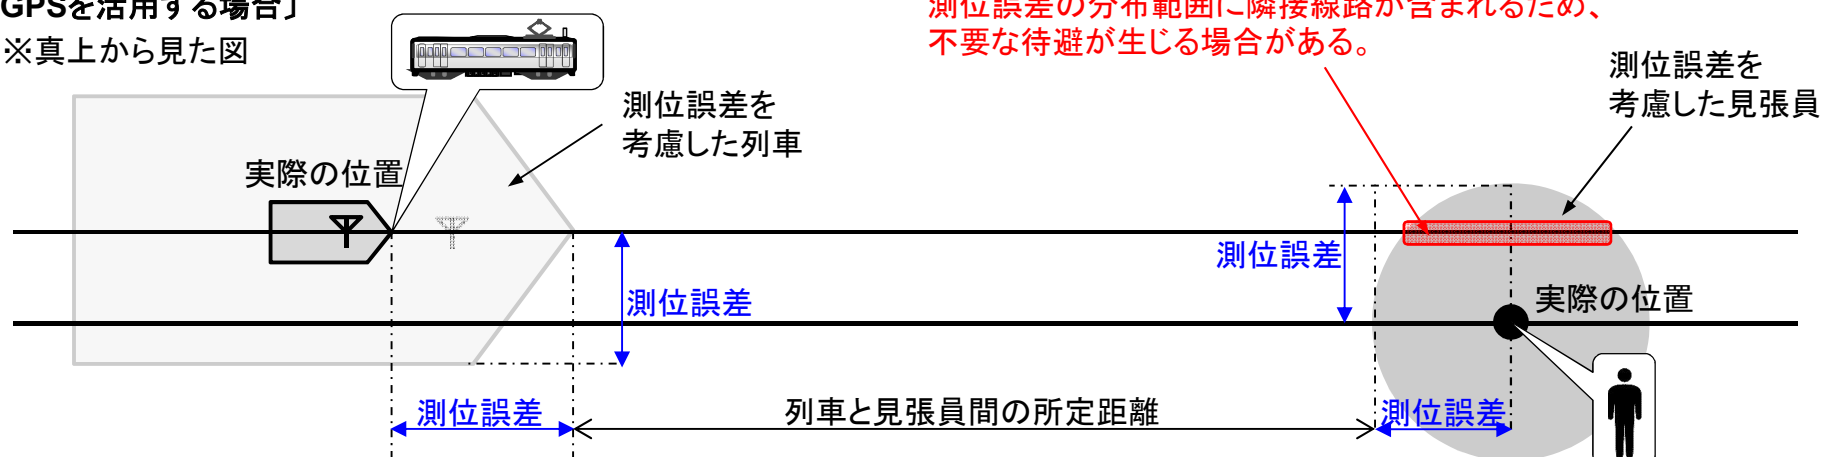 GPSを活用する場合〕
※真上から見た図
測位誤差の分布範囲に隣接線路が含まれるため、
不要な待避が生じる場合がある。
測位誤差を
考慮した見張員
測位誤差を
考慮した列車
実際の位置
測位誤差
測位誤差
実際の位置
測位誤差
列車と見張員間の所定距離
測位誤差